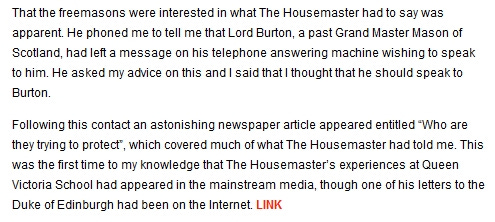 That the freemasons were interested in what The Housemaster had to say was
apparent. He phoned me to tell me that Lord Burton, a past Grand Master Mason of
Scotland, had left a message on his telephone answering machine wishing to speak
to him. He asked my advice on this and I said that I thought that he should speak to
Burton.
Following this contact an astonishing newspaper article appeared entitled “Who are
they trying to protect”, which covered much of what The Housemaster had told me. This
was the first time to my knowledge that The Housemaster’s experiences at Queen
Victoria School had appeared in the mainstream media, though one of his letters to the
Duke of Edinburgh had been on the Internet. LINK